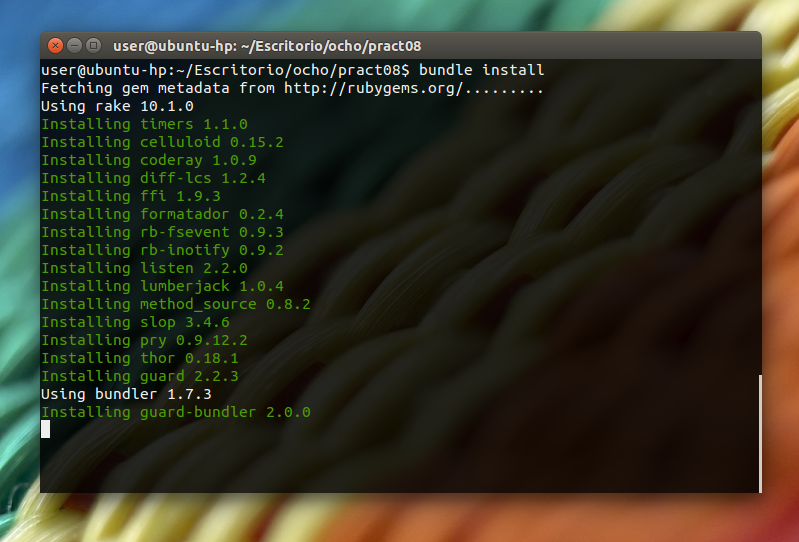 user@ubuntu-hp: ~/Escritorio/ocho/pract08
user@ubuntu-hp:~/Escritorio/ocho/pract08$ bundle install
Fetching gem metadata from http://rubygems.org/.........
Using rake 10.1.0
Installing timers 1.1.0
Installing celluloid 0.15.2
Installing coderay 1.0.9
Installing diff-lcs 1.2.4
Installing ffi 1.9.3
Installing formatador 0.2.4
Installing rb-fsevent 0.9.3
Installing rb-inotify 0.9.2
Installing listen 2.2.0
Installing lumberjack 1.0.4
Installing method_source 0.8.2
Installing slop 3.4.6
Installing pry 0.9.12.2
Installing thor 0.18.1
Installing guard 2.2.3
Using bundler 1.7.3
Installing guard-bundler 2.0.0